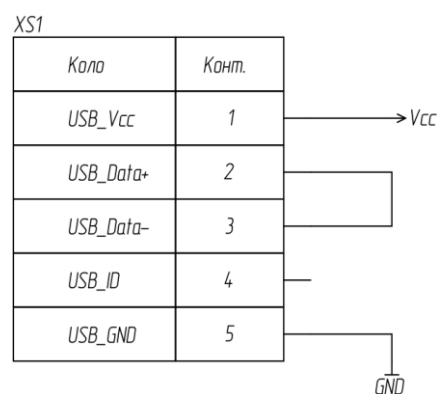 XS1
Коло Конт.
USB_Vcc 1 Vcc
USB_Data+ 2
USB_Data- 3
USB_ID 4
USB_GND 5
GND